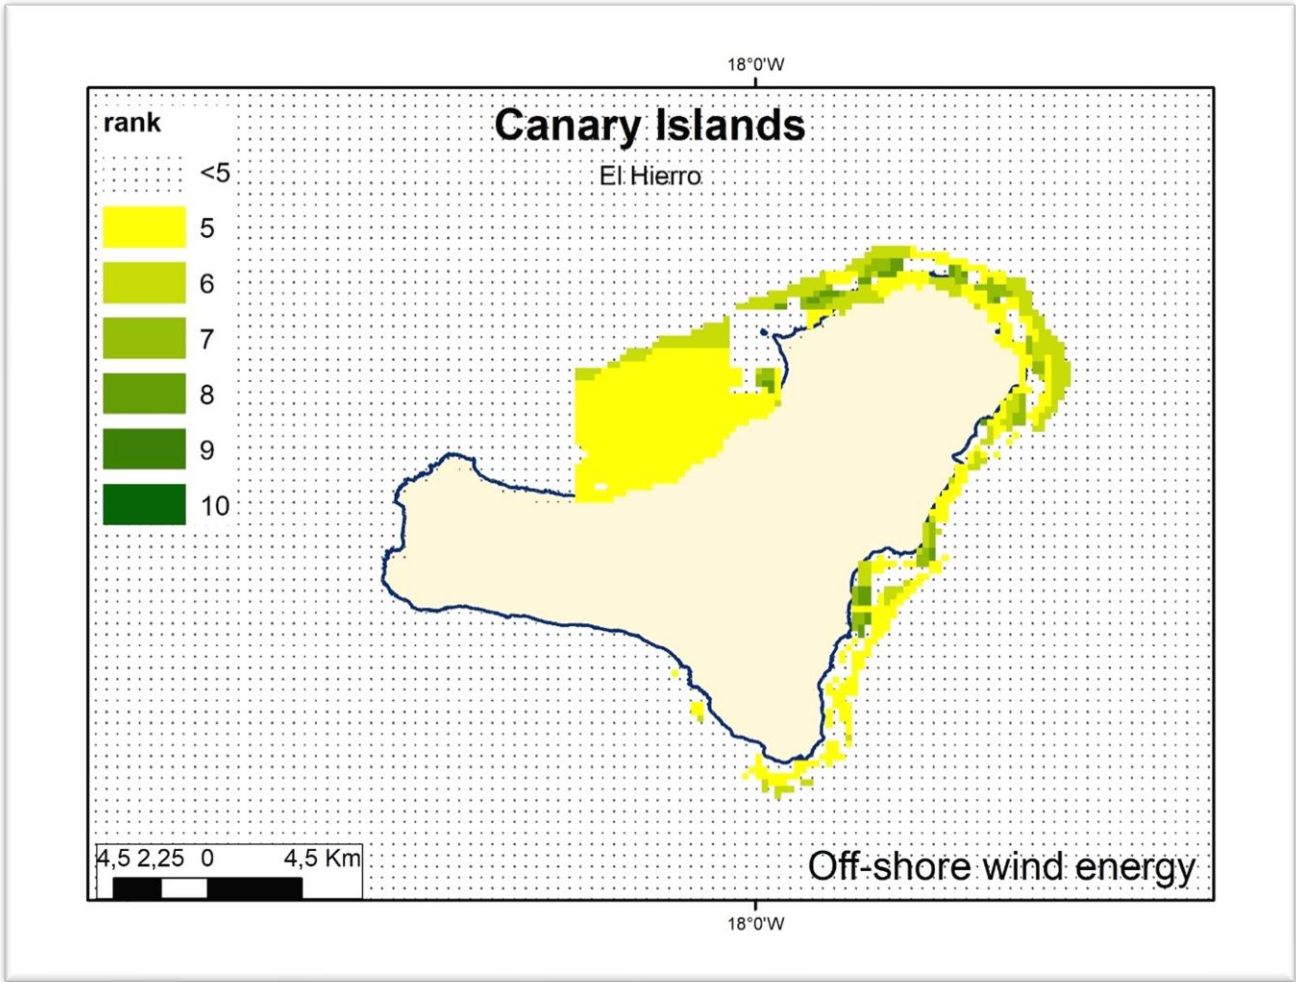 18°0'W
Canary Islands
El Hierro
rank
<5
5
6
7
8
9
10
4,5 2,25 0 4,5 Km
Off-shore wind energy
18°0'W